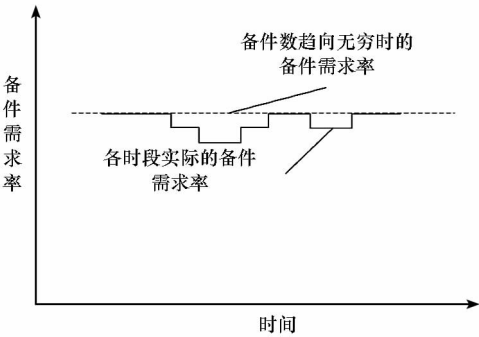 备件数趋向无穷时的
备件需求率
备件需求率
各时段实际的备件
需求率
时间